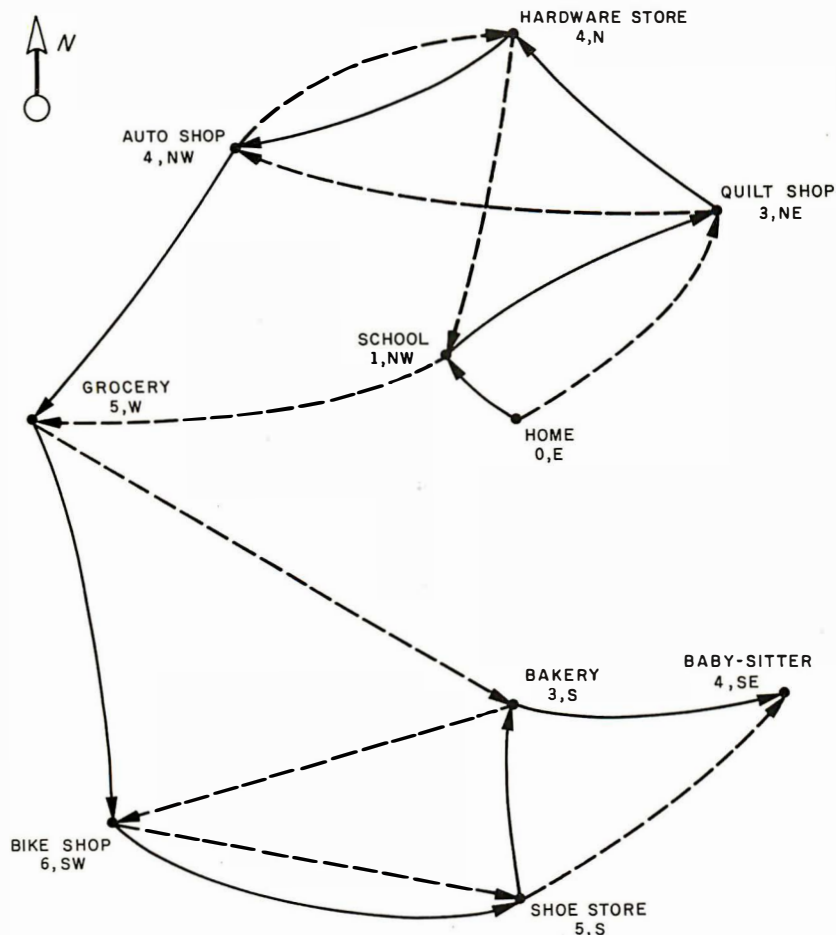 HARDWARE STORE
4,N
N
AUTO SHOP
4,NW
QUILT SHOP
3,NE
SCHOOL
1,NW
GROCERY
5,W
HOME
0,E
BABY-SITTER
4,SE
BAKERY
3,S
BIKE SHOP
6,SW
SHOE STORE
5,S